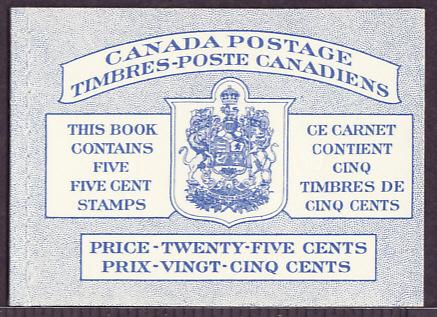 CANADA POSTAGE
TIMBRES-POSTE CANADIENS
THIS BOOK
CONTAINS
FIVE
FIVE CENT
STAMPS
CE CARNET
CONTIENT
CINQ
TIMBRES DE
CINQ CENTS
PRICE-TWENTY-FIVE CENTS
PRIX-VINGT-CINQ CENTS